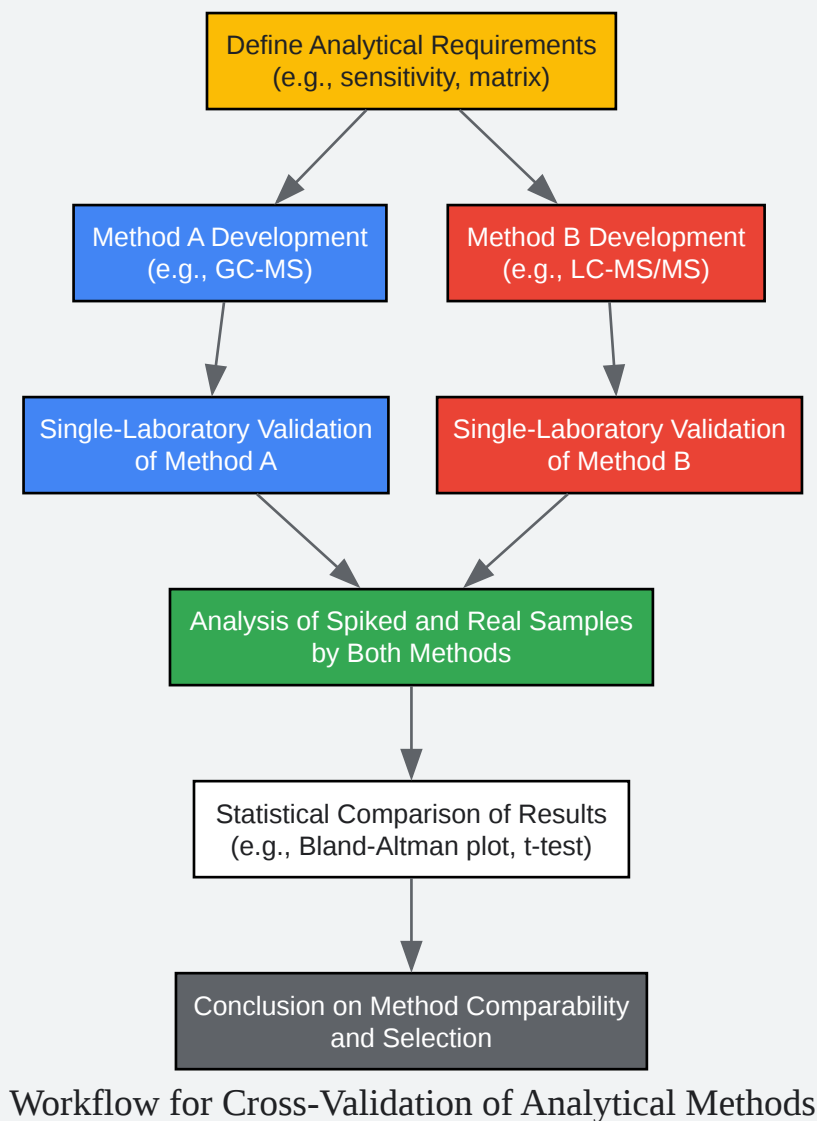 Define Analytical Requirements
(e.g., sensitivity, matrix)
Method A Development
(e.g., GC-MS)
Method B Development
(e.g., LC-MS/MS)
Single-Laboratory Validation
of Method A
Single-Laboratory Validation
of Method B
Analysis of Spiked and Real Samples
by Both Methods
Statistical Comparison of Results
(e.g., Bland-Altman plot, t-test)
Conclusion on Method Comparability
and Selection
Workflow for Cross-Validation of Analytical Methods